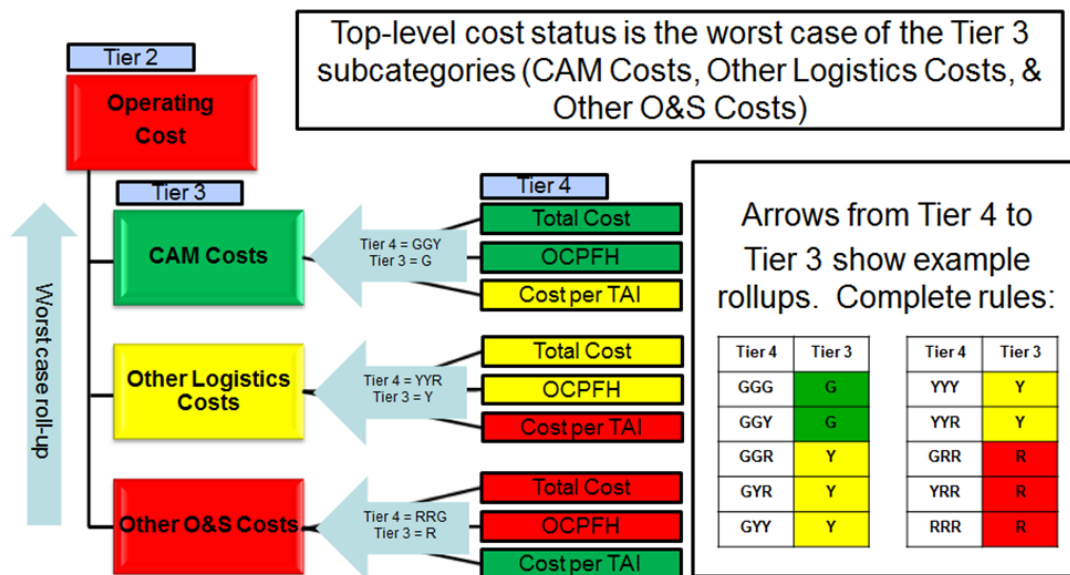 Top-level cost status is the worst case of the Tier 3
subcategories (CAM Costs, Other Logistics Costs, &
Other O&S Costs)
Tier 2
Operating
Cost
Tier 3
CAM Costs
Other Logistics
Costs
Other O&S Costs
Worst case roll-up
Tier 4
Total Cost
OCPFH
Cost per TAI
Tier 4 = GGY
Tier 3 = G
Total Cost
OCPFH
Cost per TAI
Tier 4 = YYR
Tier 3 = Y
Total Cost
OCPFH
Cost per TAI
Tier 4 = RRG
Tier 3 = R
Arrows from Tier 4 to
Tier 3 show example
rollups.  Complete rules:
Tier 4 Tier 3
GGG G
GGY G
GGR Y
GYR Y
GYY Y
Tier 4 Tier 3
YYY Y
YYR Y
GRR R
YRR R
RRR R